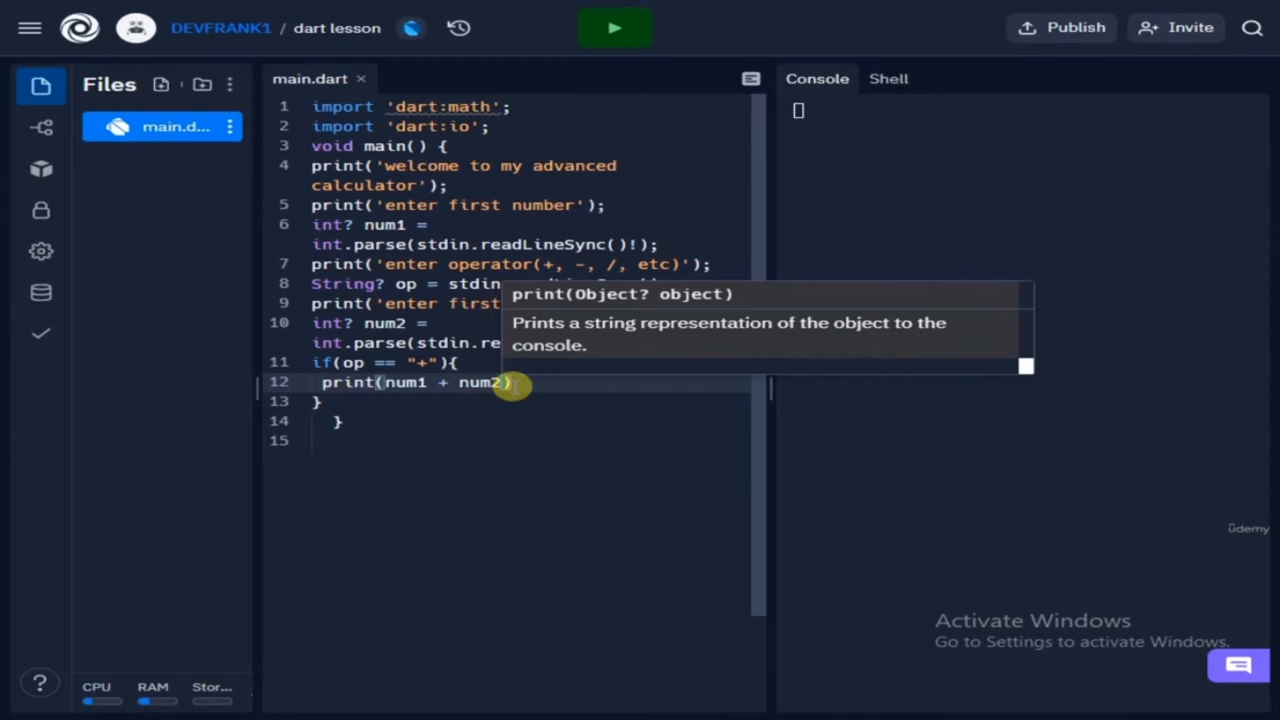 DEVFRANK1 / dart lesson
Publish
Invite
Files
main.dart ×
Console
Shell
main.d...
1 import 'dart:math';
2 import 'dart:io';
3 void main() {
4 print('welcome to my advanced
calculator');
5 print('enter first number');
6 int? num1 =
int.parse(stdin.readLineSync()!);
7 print('enter operator(+, -, /, etc)');
8 String? op = stdin
9 print('enter first
10 int? num2 =
int.parse(stdin.re
print(Object? object)
Prints a string representation of the object to the
console.
11 if(op == "+"){
12 print(num1 + num2)
13 }
14 }
15
ûdemy
Activate Windows
Go to Settings to activate Windows.
?
CPU
RAM
Stor...